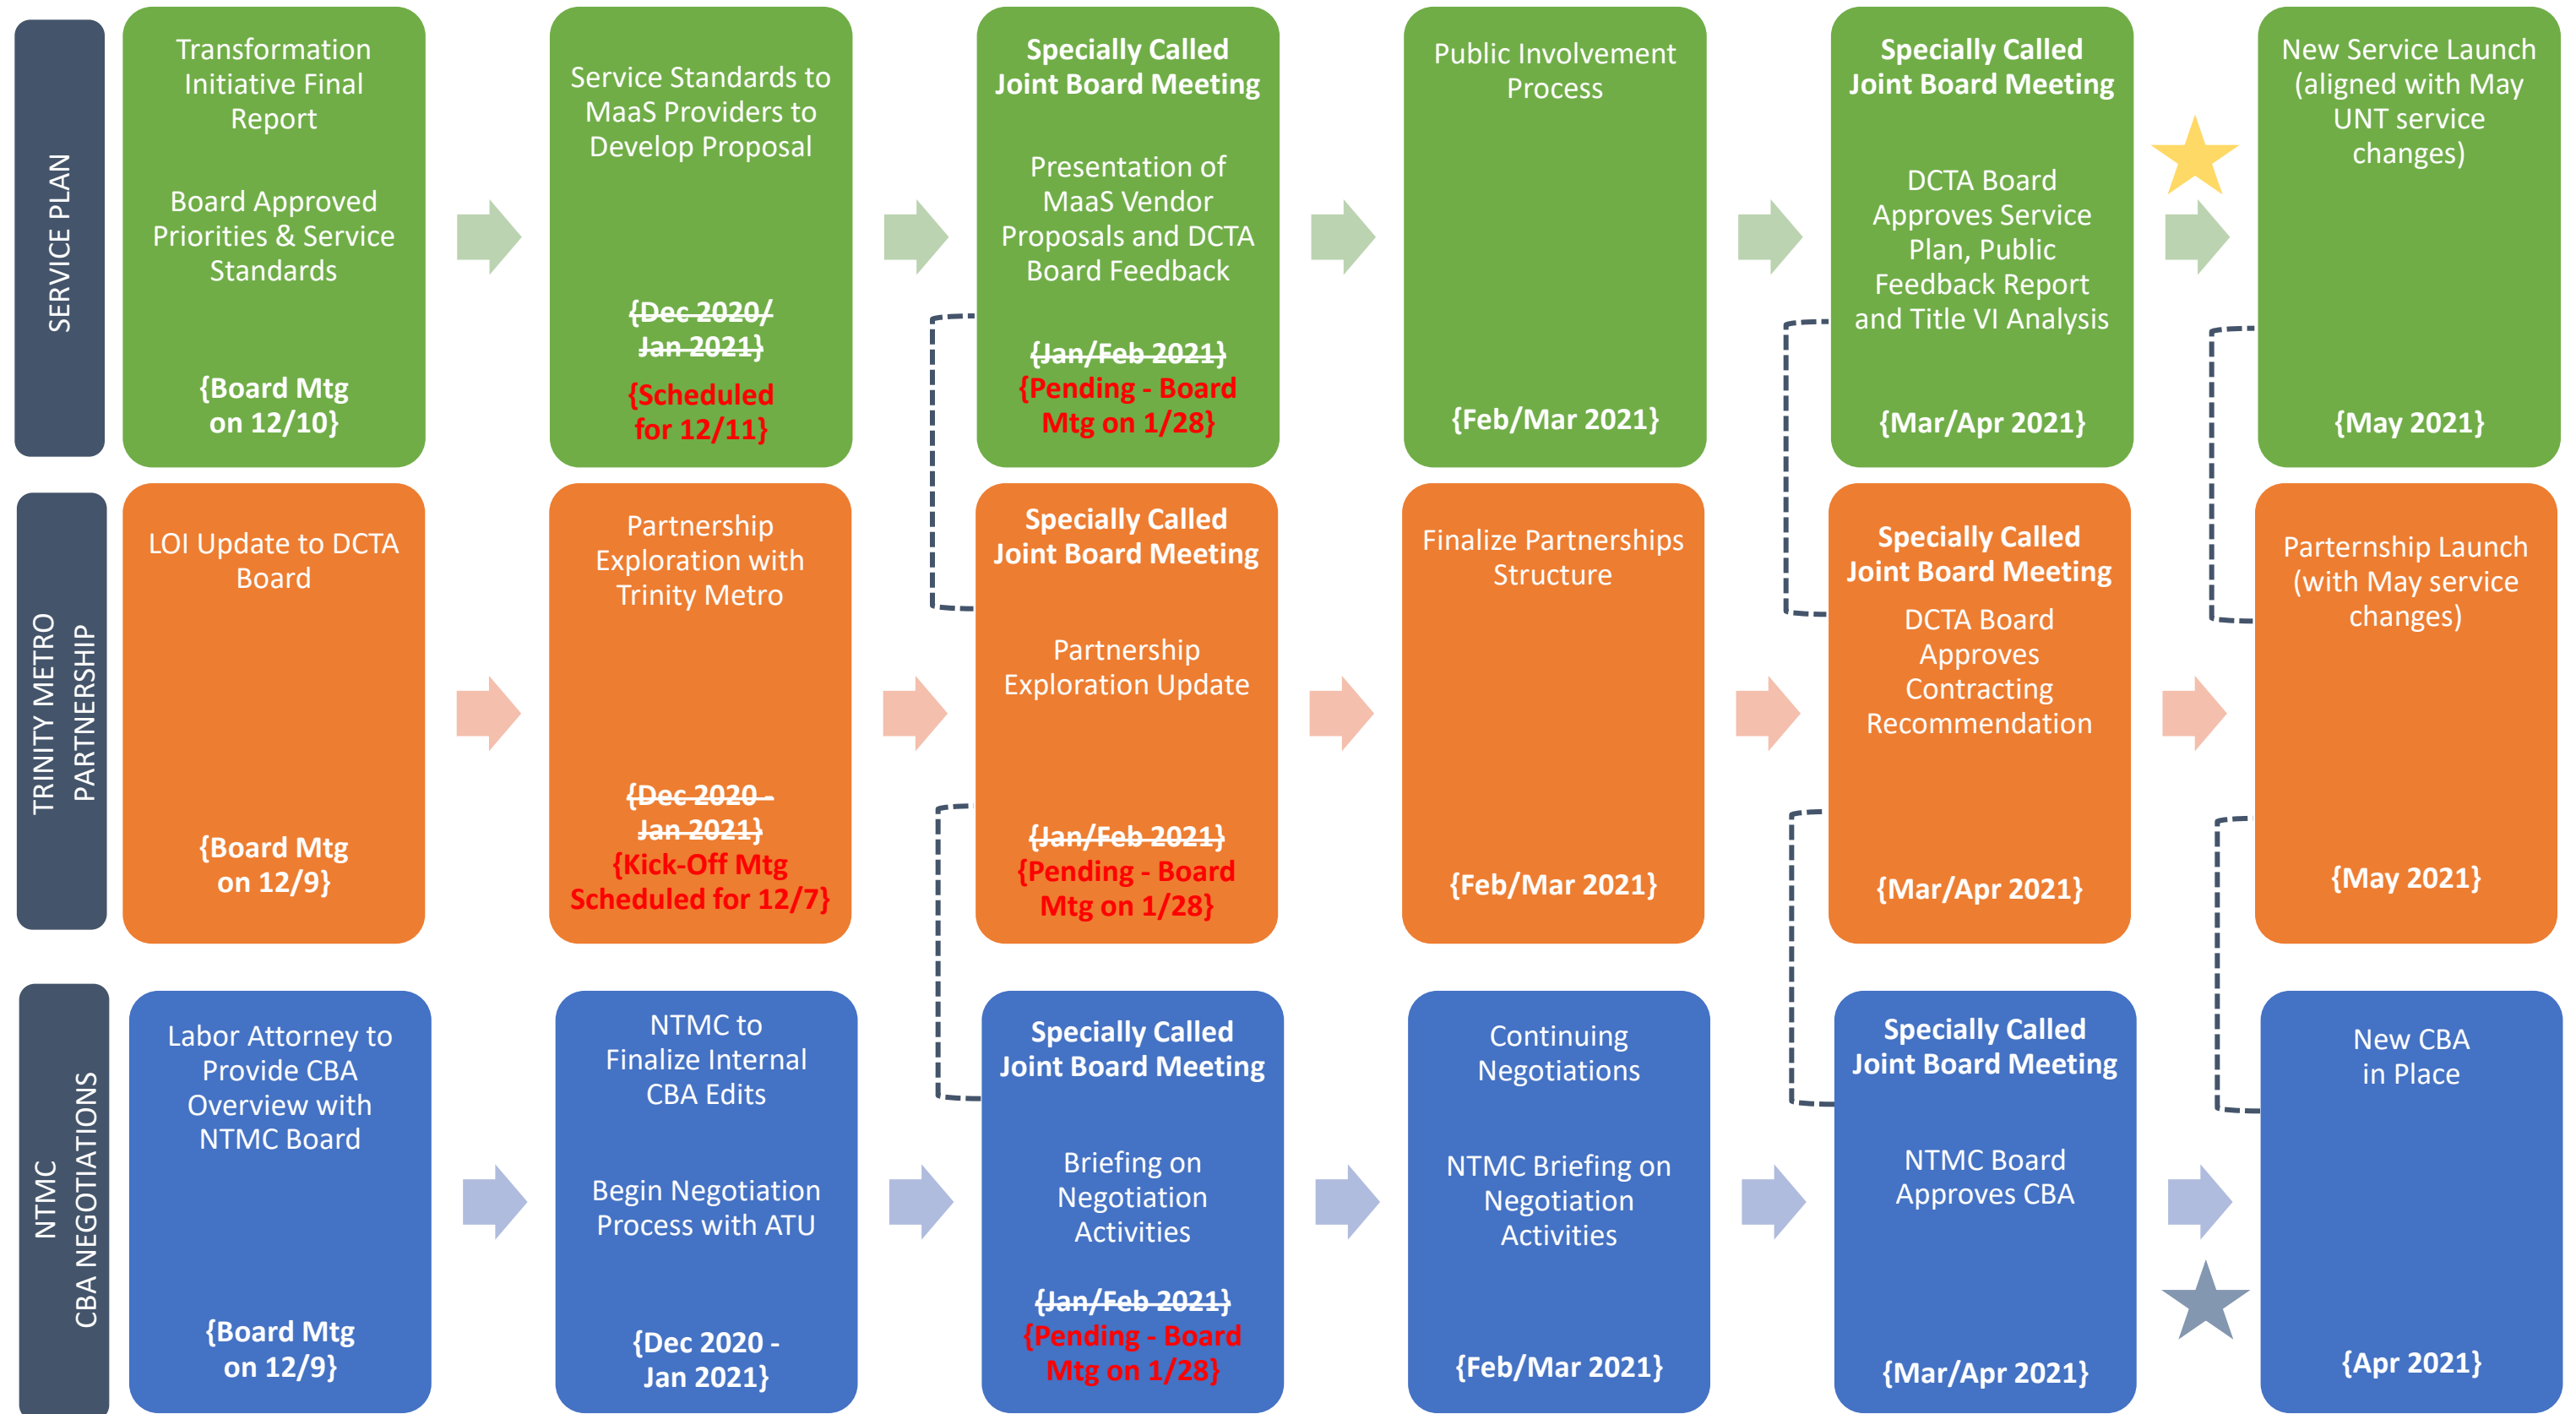 SERVICE PLAN
Transformation
Initiative Final
Report
Board Approved
Priorities & Service
Standards
{Board Mtg
on 12/10}
Service Standards to
MaaS Providers to
Develop Proposal
{Dec 2020/
Jan 2021}
{Scheduled
for 12/11}
Specially Called
Joint Board Meeting
Presentation of
MaaS Vendor
Proposals and DCTA
Board Feedback
{Jan/Feb 2021}
{Pending - Board
Mtg on 1/28}
Public Involvement
Process
{Feb/Mar 2021}
Specially Called
Joint Board Meeting
DCTA Board
Approves Service
Plan, Public
Feedback Report
and Title VI Analysis
{Mar/Apr 2021}
New Service Launch
(aligned with May
UNT service
changes)
{May 2021}
TRINITY METRO
PARTNERSHIP
LOI Update to DCTA
Board
{Board Mtg
on 12/9}
Partnership
Exploration with
Trinity Metro
{Dec 2020 -
Jan 2021}
{Kick-Off Mtg
Scheduled for 12/7}
Specially Called
Joint Board Meeting
Partnership
Exploration Update
{Jan/Feb 2021}
{Pending - Board
Mtg on 1/28}
Finalize Partnerships
Structure
{Feb/Mar 2021}
Specially Called
Joint Board Meeting
DCTA Board
Approves
Contracting
Recommendation
{Mar/Apr 2021}
Parternship Launch
(with May service
changes)
{May 2021}
NTMC
CBA NEGOTIATIONS
Labor Attorney to
Provide CBA
Overview with
NTMC Board
{Board Mtg
on 12/9}
NTMC to
Finalize Internal
CBA Edits
Begin Negotiation
Process with ATU
{Dec 2020 -
Jan 2021}
Specially Called
Joint Board Meeting
Briefing on
Negotiation
Activities
{Jan/Feb 2021}
{Pending - Board
Mtg on 1/28}
Continuing
Negotiations
NTMC Briefing on
Negotiation
Activities
{Feb/Mar 2021}
Specially Called
Joint Board Meeting
NTMC Board
Approves CBA
{Mar/Apr 2021}
New CBA
in Place
{Apr 2021}